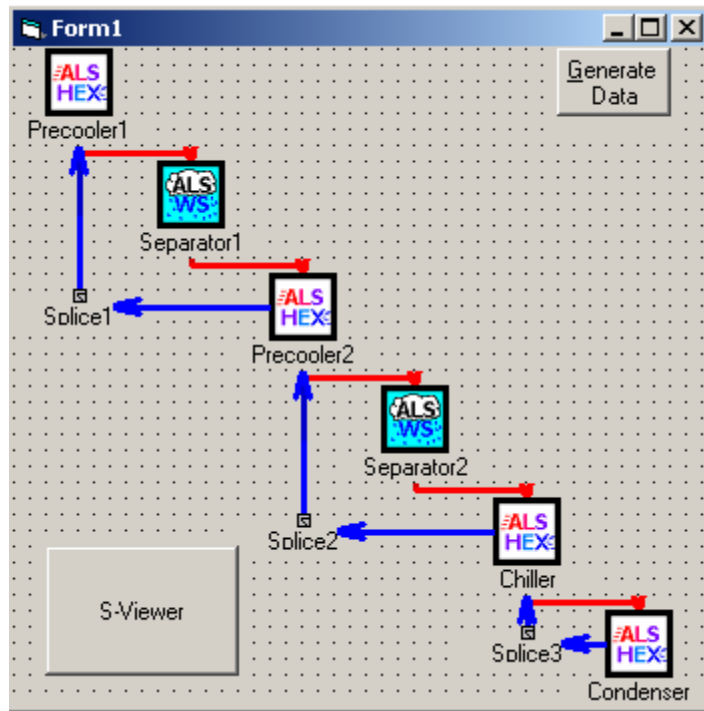 Form1
ALS
HEX
Precooler1
Generate
Data
ALS
WS
Separator1
ALS
HEX
Splice1
Precooler2
ALS
WS
Separator2
ALS
HEX
Splice2
Chiller
S-Viewer
ALS
HEX
Splice3
Condenser